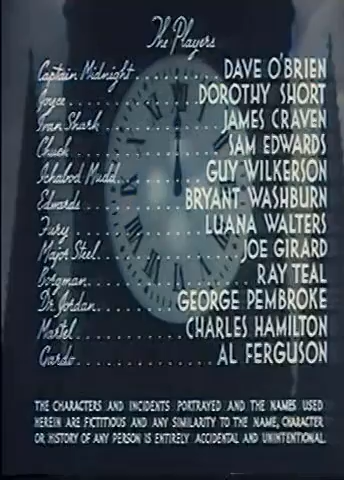 The Players
Captain Midnight . . . . . . . . DAVE O'BRIEN
Joyce . . . . . . . . . . . . DOROTHY SHORT
Ivan Shark . . . . . . . . . . JAMES CRAVEN
Chuck . . . . . . . . . . . . . SAM EDWARDS
Ichabod Mudd . . . . . . . . GUY WILKERSON
Edwards . . . . . . . . . BRYANT WASHBURN
Fury . . . . . . . . . . . . LUANA WALTERS
Major Steel . . . . . . . . . . . JOE GIRARD
Borgman . . . . . . . . . . . . . . RAY TEAL
Dr. Jordan . . . . . . . . GEORGE PEMBROKE
Martel . . . . . . . . . CHARLES HAMILTON
Gardo . . . . . . . . . . . . AL FERGUSON
THE CHARACTERS AND INCIDENTS PORTRAYED AND THE NAMES USED
HEREIN ARE FICTITIOUS AND ANY SIMILARITY TO THE NAME, CHARACTER
OR HISTORY OF ANY PERSON IS ENTIRELY ACCIDENTAL AND UNINTENTIONAL.